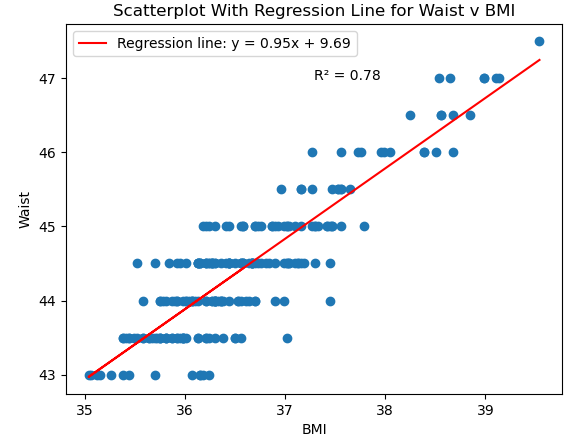 Scatterplot With Regression Line for Waist v BMI
Regression line: y = 0.95x + 9.69
R² = 0.78
47
46
45
44
43
Waist
35 36 37 38 39
BMI